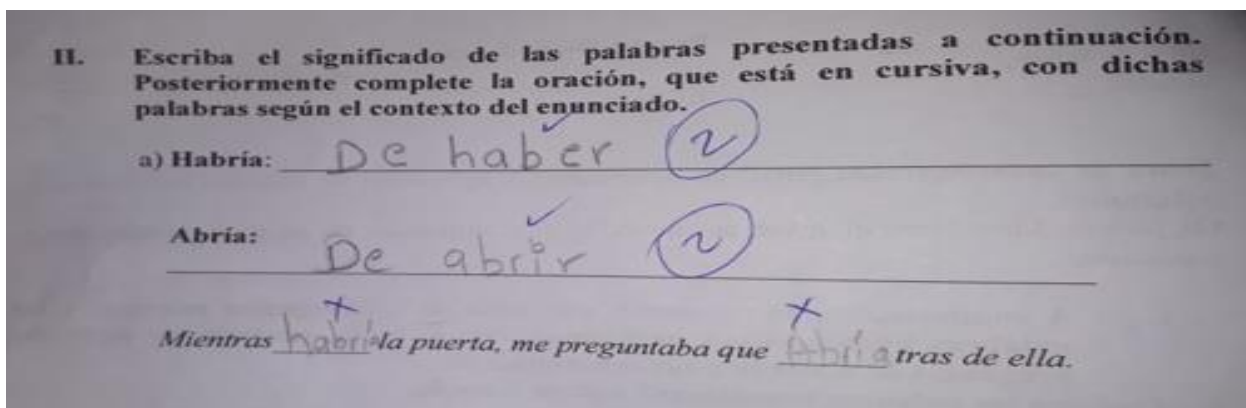 II. Escriba el significado de las palabras presentadas a continuación.
Posteriormente complete la oración, que está en cursiva, con dichas
palabras según el contexto del enunciado.
a) Habría: De haber 2
Abría:
De abrir 2
Mientras habría la puerta, me preguntaba que Abría tras de ella.